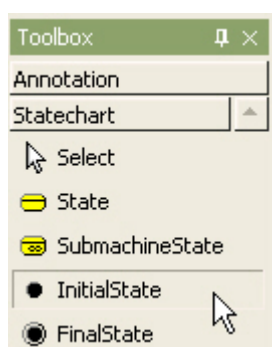 Toolbox
Annotation
Statechart
Select
State
SubmachineState
InitialState
FinalState